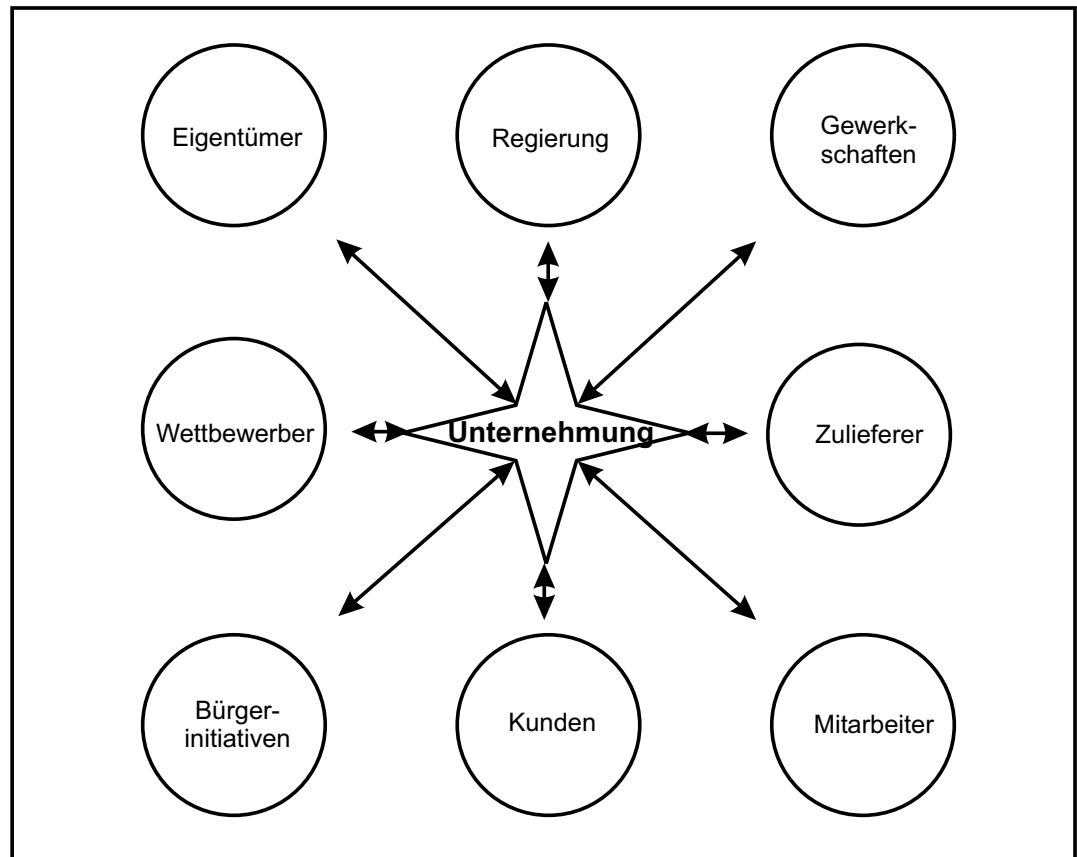 Eigentümer
Regierung
Gewerk-
schaften
Wettbewerber
Unternehmung
Zulieferer
Bürger-
initiativen
Kunden
Mitarbeiter